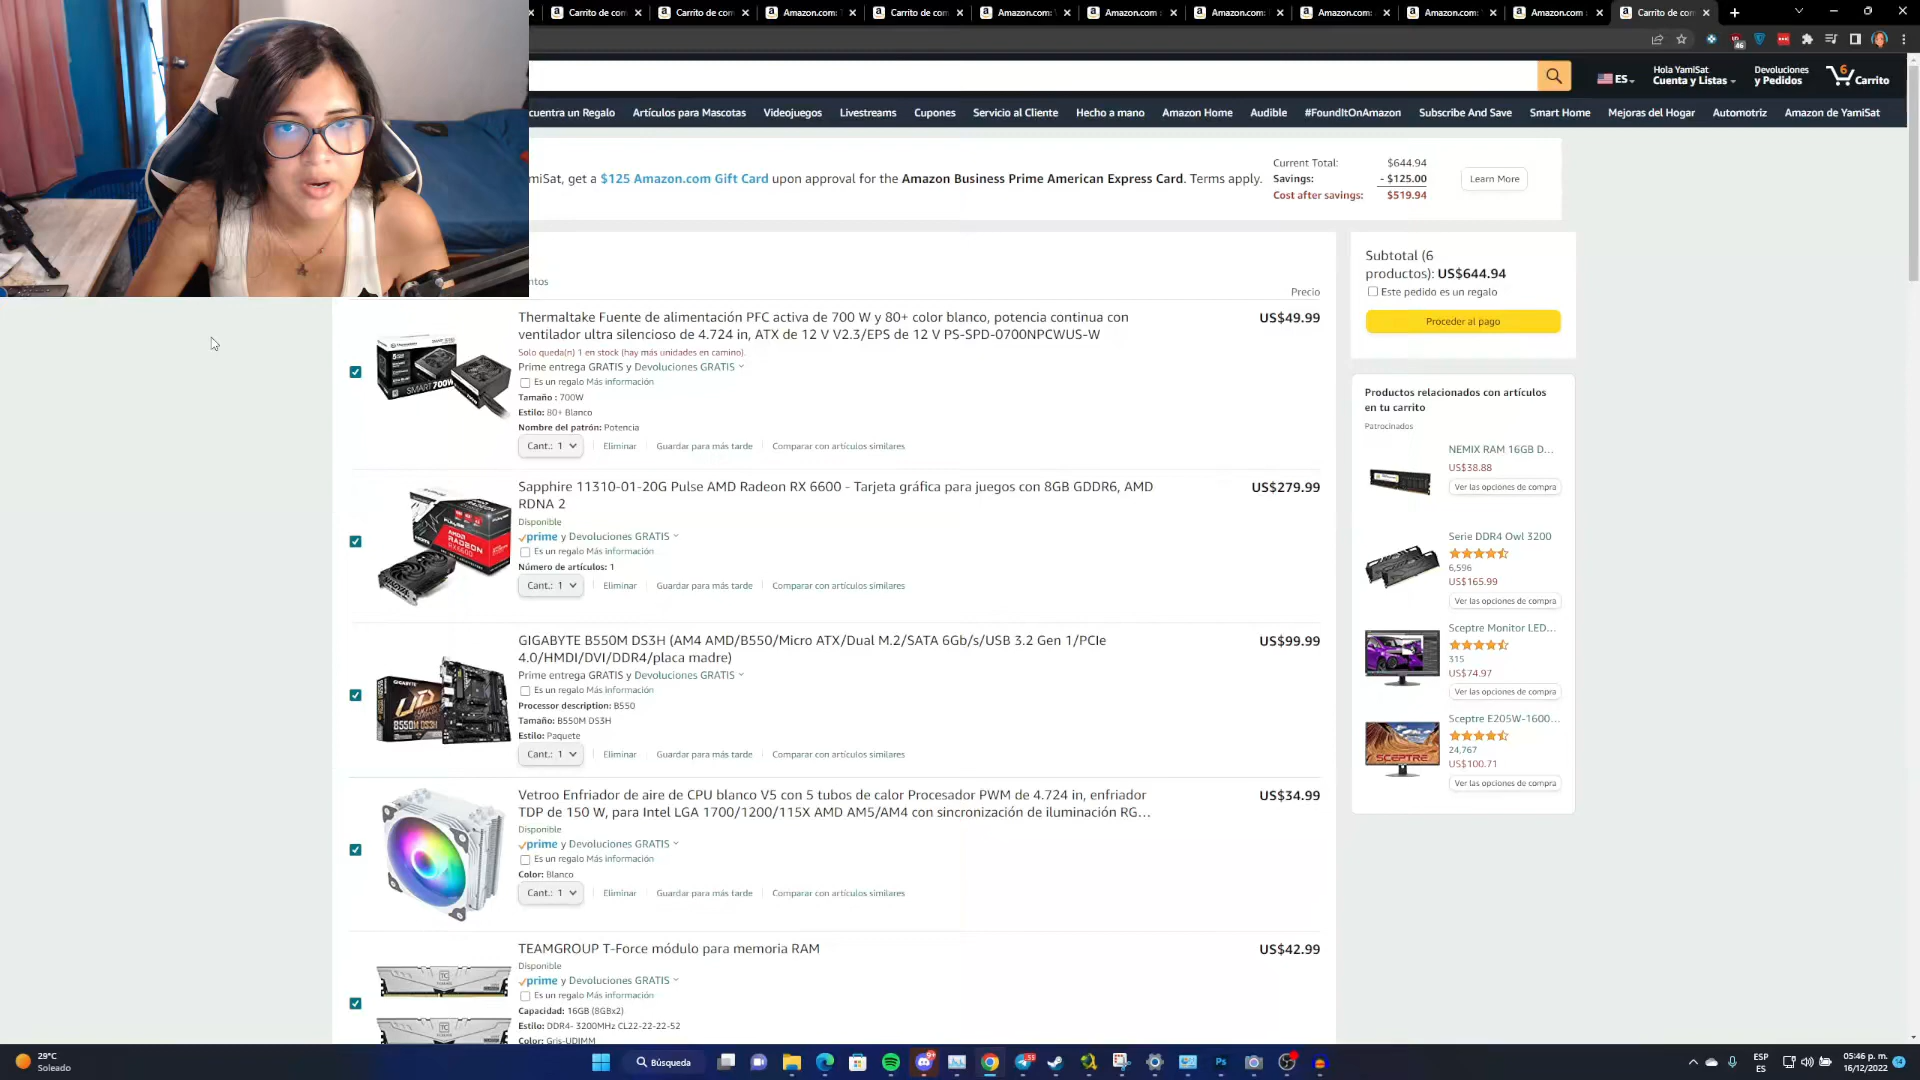 Carrito de com
Carrito de com
Amazon.com: T
Carrito de com
Amazon.com: V
Amazon.com :
Amazon.com:
Amazon.com:
Amazon.com: 
Amazon.com :
Carrito de com
46
ES
Hola YamiSat
Cuenta y Listas
Devoluciones
y Pedidos
6
Carrito
cuentra un Regalo
Artículos para Mascotas
Videojuegos
Livestreams
Cupones
Servicio al Cliente
Hecho a mano
Amazon Home
Audible
#FoundItOnAmazon
Subscribe And Save
Smart Home
Mejoras del Hogar
Automotriz
Amazon de YamiSat
miSat, get a $125 Amazon.com Gift Card upon approval for the Amazon Business Prime American Express Card. Terms apply.
Current Total: $644.94
Savings: - $125.00
Cost after savings: $519.94
Learn More
ntos
Precio
Thermaltake Fuente de alimentación PFC activa de 700 W y 80+ color blanco, potencia continua con
ventilador ultra silencioso de 4.724 in, ATX de 12 V V2.3/EPS de 12 V PS-SPD-0700NPCWUS-W
US$49.99
Solo queda(n) 1 en stock (hay más unidades en camino).
Prime entrega GRATIS y Devoluciones GRATIS
Es un regalo Más información
Tamaño : 700W
Estilo: 80+ Blanco
Nombre del patrón: Potencia
Cant.: 1
Eliminar
Guardar para más tarde
Comparar con artículos similares
SMART 700W
Sapphire 11310-01-20G Pulse AMD Radeon RX 6600 - Tarjeta gráfica para juegos con 8GB GDDR6, AMD
RDNA 2
US$279.99
Disponible
prime y Devoluciones GRATIS
Es un regalo Más información
Número de artículos: 1
Cant.: 1
Eliminar
Guardar para más tarde
Comparar con artículos similares
GIGABYTE B550M DS3H (AM4 AMD/B550/Micro ATX/Dual M.2/SATA 6Gb/s/USB 3.2 Gen 1/PCIe
4.0/HMDI/DVI/DDR4/placa madre)
US$99.99
Prime entrega GRATIS y Devoluciones GRATIS
Es un regalo Más información
Processor description: B550
Tamaño: B550M DS3H
Estilo: Paquete
Cant.: 1
Eliminar
Guardar para más tarde
Comparar con artículos similares
GIGABYTE
UD
B550M DS3H
Vetroo Enfriador de aire de CPU blanco V5 con 5 tubos de calor Procesador PWM de 4.724 in, enfriador
TDP de 150 W, para Intel LGA 1700/1200/115X AMD AM5/AM4 con sincronización de iluminación RG…
US$34.99
Disponible
prime y Devoluciones GRATIS
Es un regalo Más información
Color: Blanco
Cant.: 1
Eliminar
Guardar para más tarde
Comparar con artículos similares
TEAMGROUP T-Force módulo para memoria RAM
US$42.99
Disponible
prime y Devoluciones GRATIS
Es un regalo Más información
Capacidad: 16GB (8GBx2)
Estilo: DDR4- 3200MHz CL22-22-22-52
Color: Gris-UDIMM
Subtotal (6
productos): US$644.94
Este pedido es un regalo
Proceder al pago
Productos relacionados con artículos
en tu carrito
Patrocinados
NEMIX RAM 16GB D...
US$38.88
Ver las opciones de compra
Serie DDR4 Owl 3200
6,596
US$165.99
Ver las opciones de compra
Sceptre Monitor LED...
315
US$74.97
Ver las opciones de compra
Sceptre E205W-1600...
24,767
US$100.71
Ver las opciones de compra
SCEPTRE
29°C
Soleado
Búsqueda
ESP
ES
05:46 p. m.
16/12/2022